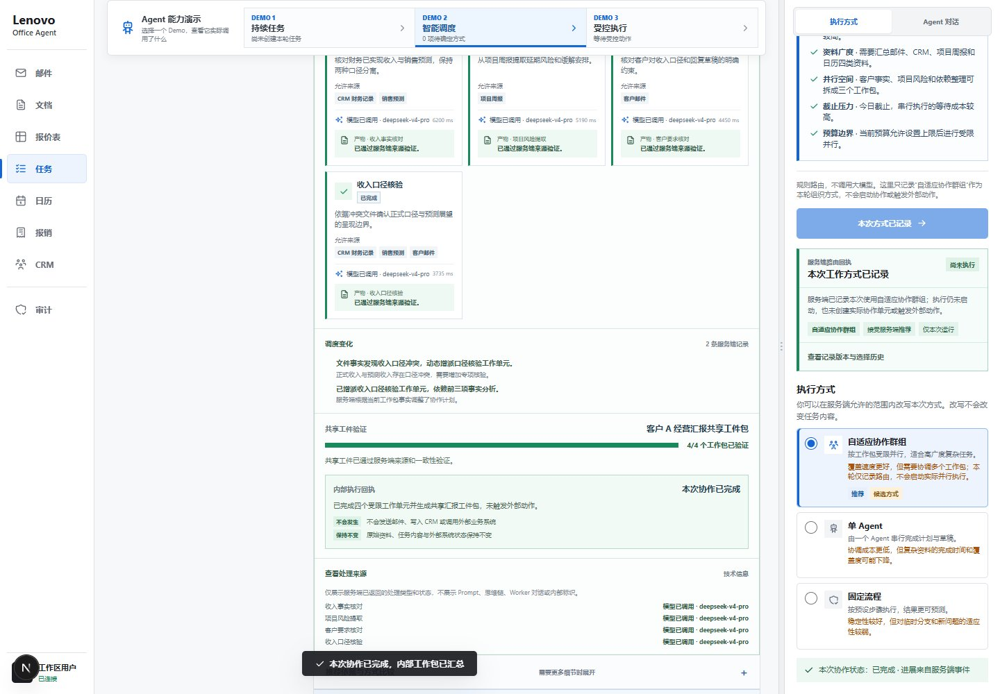 Lenovo
Office Agent
邮件
文档
报价表
任务
日历
报销
CRM
审计
N
工作区用户
已连接
Agent 能力演示
选择一个 Demo，查看它实际调
用了什么
DEMO 1
持续任务
尚未创建本轮任务
DEMO 2
智能调度
0 项待确定方式
DEMO 3
受控执行
等待受控动作
核对财务已实现收入与销售预测，保持
两种口径分离。
允许来源
CRM 财务记录 销售预测
模型已调用 · deepseek-v4-pro 6200 ms
产物 · 收入事实核对
已通过服务端来源验证。
从项目周报提取延期风险和缓解安排。
允许来源
项目周报
模型已调用 · deepseek-v4-pro 5190 ms
产物 · 项目风险提取
已通过服务端来源验证。
核对客户对收入口径和回复草稿的明确
约束。
允许来源
客户邮件
模型已调用 · deepseek-v4-pro 4450 ms
产物 · 客户要求核对
已通过服务端来源验证。
收入口径核验
已完成
依据冲突文件确认正式口径与预测展望
的呈现边界。
允许来源
CRM 财务记录 销售预测 客户邮件
模型已调用 · deepseek-v4-pro 3735 ms
产物 · 收入口径核验
已通过服务端来源验证。
调度变化
2 条服务端记录
文件事实发现收入口径冲突，动态增派口径核验工作单元。
正式收入与预测收入存在口径冲突，需要增加专项核验。
已增派收入口径核验工作单元，依赖前三项事实分析。
服务端根据当前工作包事实调整了协作计划。
共享工件验证
客户 A 经营汇报共享工件包
4/4 个工作包已验证
共享工件已通过服务端来源和一致性验证。
内部执行回执
本次协作已完成
已完成四个受限工作单元并生成共享汇报工件包，未触发外部动作。
不会发生 不会发送邮件、写入 CRM 或调用外部业务系统
保持不变 原始资料、任务内容与外部系统状态保持不变
查看处理来源
技术信息
仅展示服务端已返回的处理类型和状态，不展示 Prompt、思维链、Worker 对话或内部标识。
收入事实核对 模型已调用 · deepseek-v4-pro
项目风险提取 模型已调用 · deepseek-v4-pro
客户要求核对 模型已调用 · deepseek-v4-pro
收入口径核验 模型已调用 · deepseek-v4-pro
本次协作已完成，内部工作包已汇总
需要更多细节时展开
执行方式
Agent 对话
较高。
资料广度 · 需要汇总邮件、CRM、项目周报和
日历四类资料。
并行空间 · 客户事实、项目风险和依赖整理可
拆成三个工作包。
截止压力 · 今日截止，串行执行的等待成本较
高。
预算边界 · 当前预算允许设置上限后进行受限
并行。
规则路由，不调用大模型。这里只记录“自适应协作群组”作为
本轮组织方式，不会启动协作或触发外部动作。
本次方式已记录
服务端路由回执
尚未执行
本次工作方式已记录
服务端已记录本次使用自适应协作群组；执行仍未启
动，也未创建实际协作单元或触发外部动作。
自适应协作群组 接受服务端推荐 仅本次运行
查看记录版本与选择历史
执行方式
你可以在服务端允许的范围内改写本次方式。改写不会改
变任务内容。
自适应协作群组
按工作包受限并行，适合高广度复杂任务。
覆盖速度更好，但需要协调多个工作包；本
轮仅记录路由，不会启动实际并行执行。
推荐 候选方式
单 Agent
由一个 Agent 串行完成计划与草稿。
协调成本更低，但复杂资料的完成时间和覆
盖度可能下降。
固定流程
按预设步骤执行，结果更可预测。
稳定性较好，但对临时分支和新问题的适应
性较弱。
本次协作状态：已完成 · 进展来自服务端事件